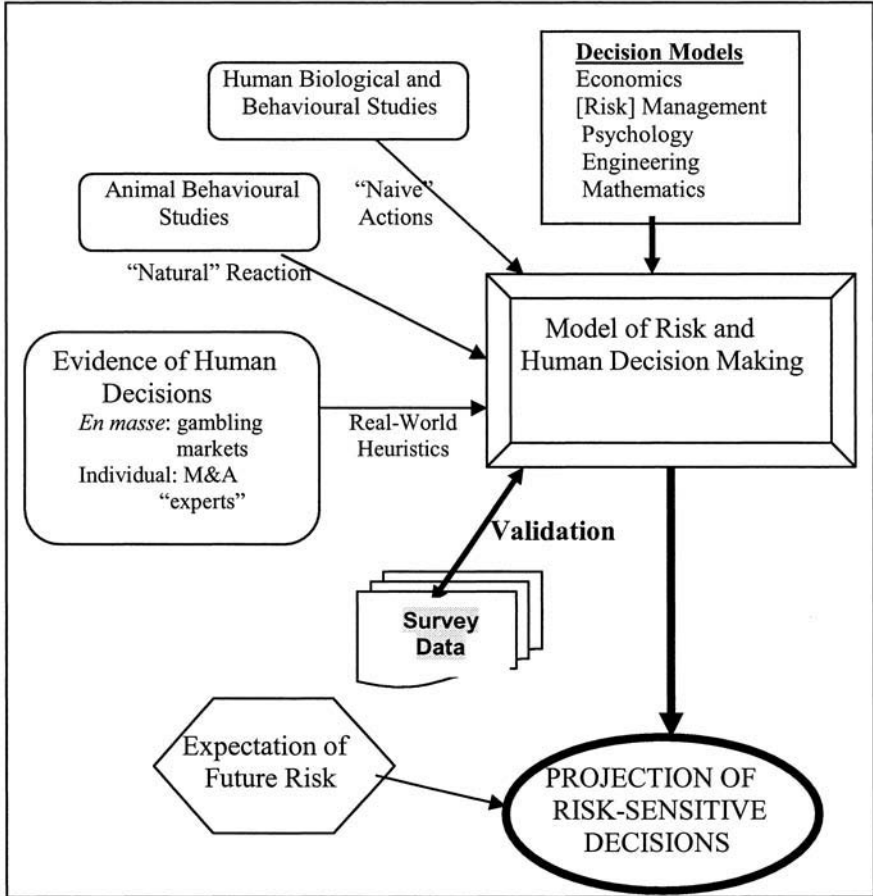 Decision Models
Economics
[Risk] Management
Psychology
Engineering
Mathematics
Human Biological and
Behavioural Studies
"Naive"
Actions
Animal Behavioural
Studies
"Natural" Reaction
Model of Risk and
Human Decision Making
Evidence of Human
Decisions
En masse: gambling
markets
Individual: M&A
"experts"
Real-World
Heuristics
Validation
Survey
Data
Expectation of
Future Risk
PROJECTION OF
RISK-SENSITIVE
DECISIONS